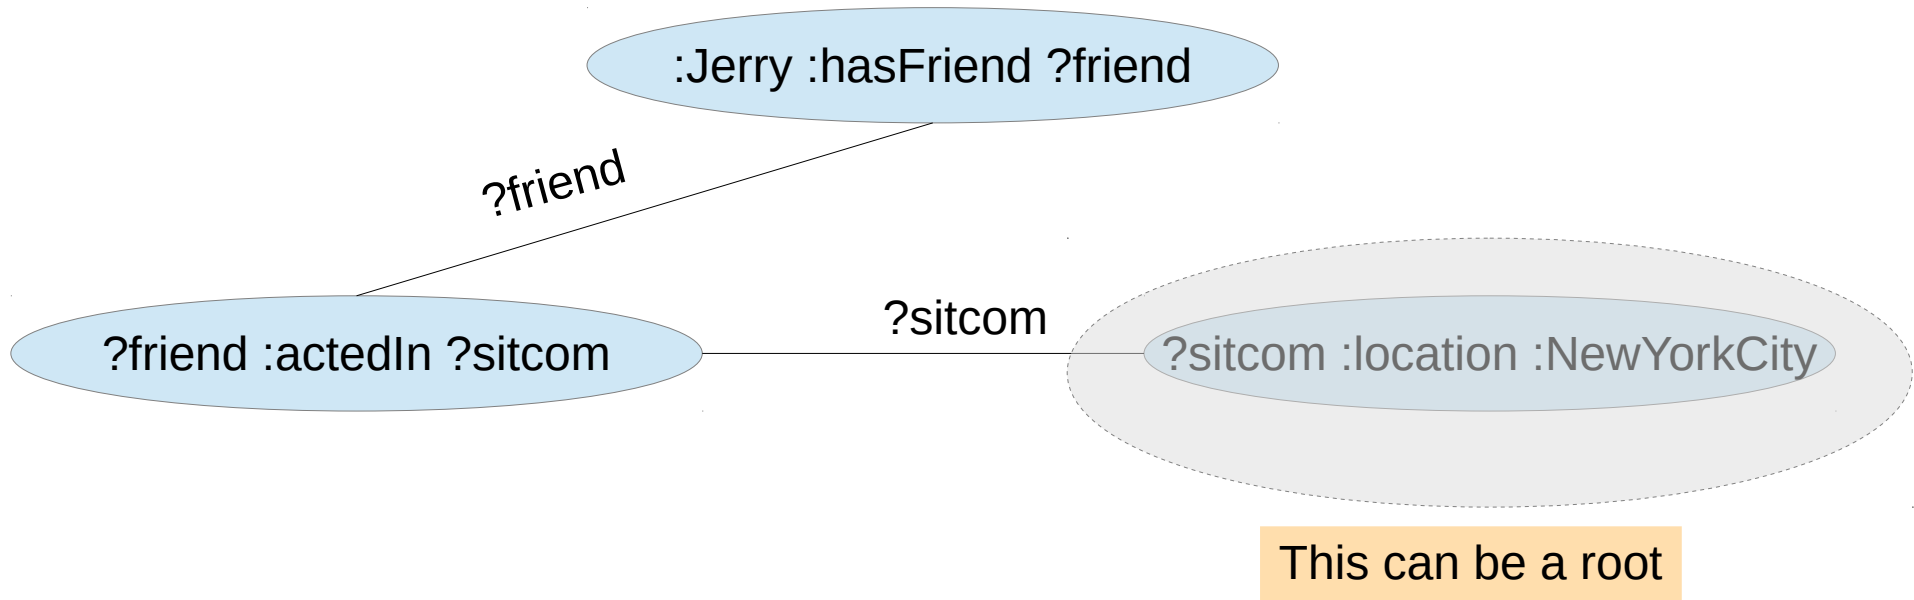 :Jerry :hasFriend ?friend
?friend
?sitcom
?friend :actedIn ?sitcom
?sitcom :location :NewYorkCity
This can be a root